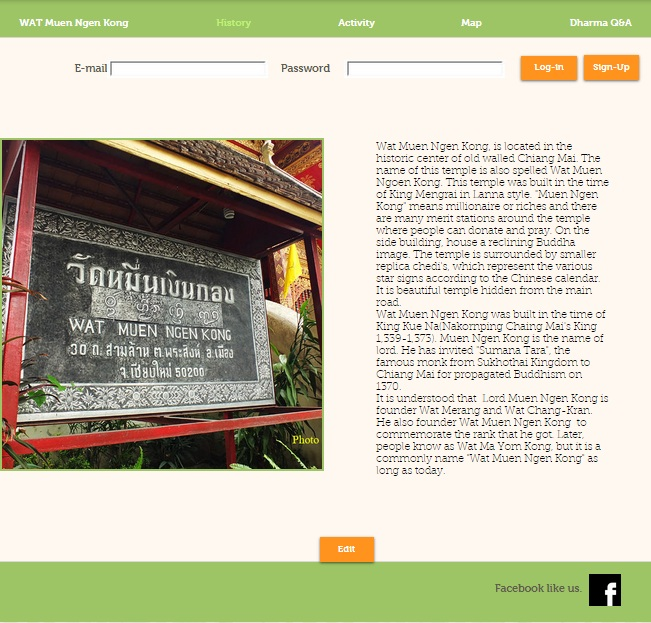 WAT Muen Ngen Kong History Activity Map Dharma Q&A
E-mail Password Log-in Sign-Up
วัดหมื่นเงินกอง
WAT MUEN NGEN KONG
30 ถ. สามล้าน ต.พระสิงห์ อ.เมือง
จ.เชียงใหม่ 50200
Photo
Wat Muen Ngen Kong, is located in the
historic center of old walled Chiang Mai. The
name of this temple is also spelled Wat Muen
Ngoen Kong. This temple was built in the time
of King Mengrai in Lanna style. "Muen Ngen
Kong" means millionaire or riches and there
are many merit stations around the temple
where people can donate and pray. On the
side building, house a reclining Buddha
image. The temple is surrounded by smaller
replica chedi's, which represent the various
star signs according to the Chinese calendar.
It is beautiful temple hidden from the main
road.
Wat Muen Ngen Kong was built in the time of
King Kue Na(Nakornping Chaing Mai's King
1,339-1,373). Muen Ngen Kong is the name of
lord. He has invited "Sumana Tara", the
famous monk from Sukhothai Kingdom to
Chiang Mai for propagated Buddhism on
1370.
It is understood that Lord Muen Ngen Kong is
founder Wat Merang and Wat Chang-Kran.
He also founder Wat Muen Ngen Kong to
commemorate the rank that he got. Later,
people know as Wat Ma Yom Kong, but it is a
commonly name "Wat Muen Ngen Kong" as
long as today.
Edit
Facebook like us. f